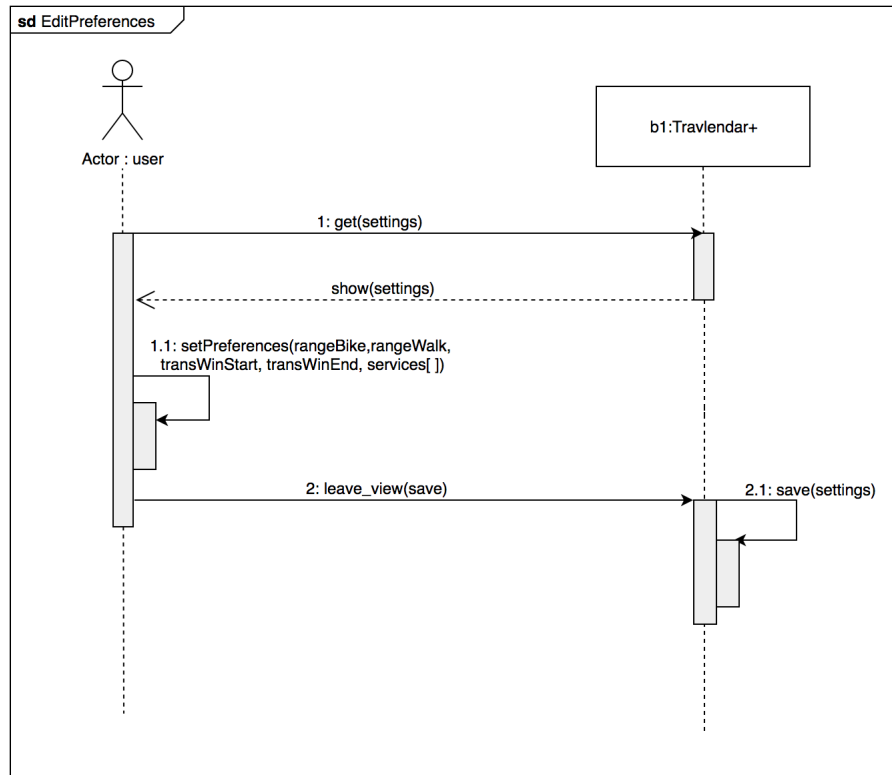 sd EditPreferences
Actor : user
b1:Travlendar+
1: get(settings)
show(settings)
1.1: setPreferences(rangeBike,rangeWalk,
transWinStart, transWinEnd, services[ ])
2: leave_view(save)
2.1: save(settings)